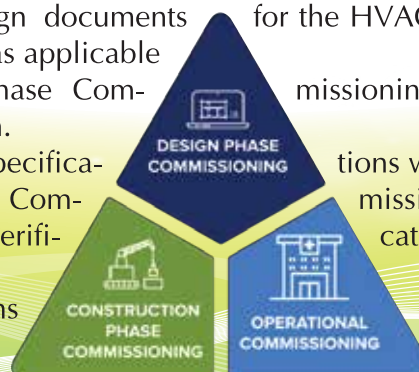 gn documents for the HVAC
as applicable
hase Com- missionin
n.
pecifica- tions w
Com- missi
erifi- cat
ns
DESIGN PHASE
COMMISSIONING
CONSTRUCTION
PHASE
COMMISSIONING
OPERATIONAL
COMMISSIONING